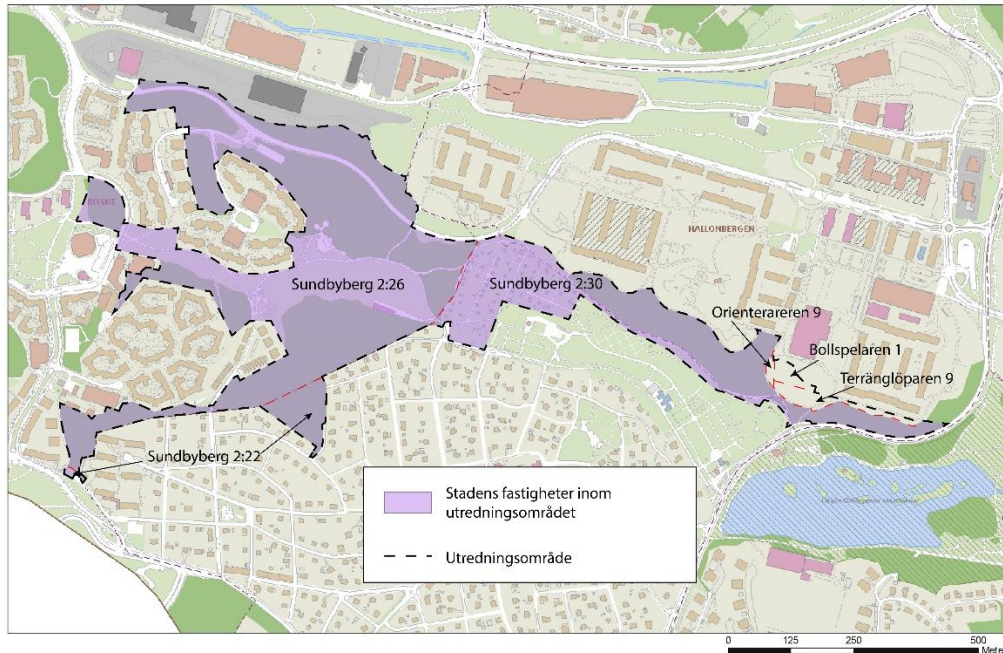 RISSNE
HALLONBERGEN
Sundbyberg 2:26
Sundbyberg 2:30
Orienteraren 9
Bollspelaren 1
Terränglöparen 9
Sundbyberg 2:22
Stadens fastigheter inom
utredningsområdet
Utredningsområde
0 125 250 500
Mete